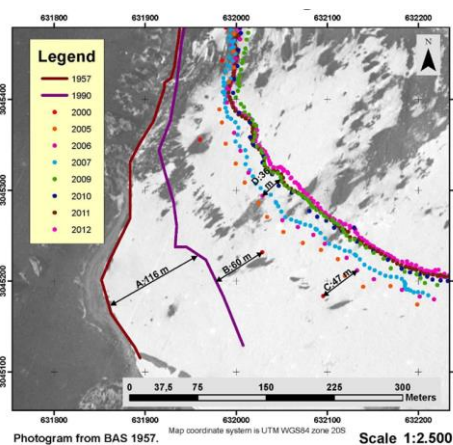 631800 631900 632000 632100 632200
Legend
1957
1990
2000
2005
2006
2007
2009
2010
2011
2012
N
3045400
3045300
3045200
3045100
D:36 m
A:116 m
B:60 m
C:47 m
0 37,5 75 150 225 300
Meters
631800 631900 632000 632100 632200
Photogram from BAS 1957.
Map coordinate system is UTM WGS84 zone 20S
Scale 1:2.500